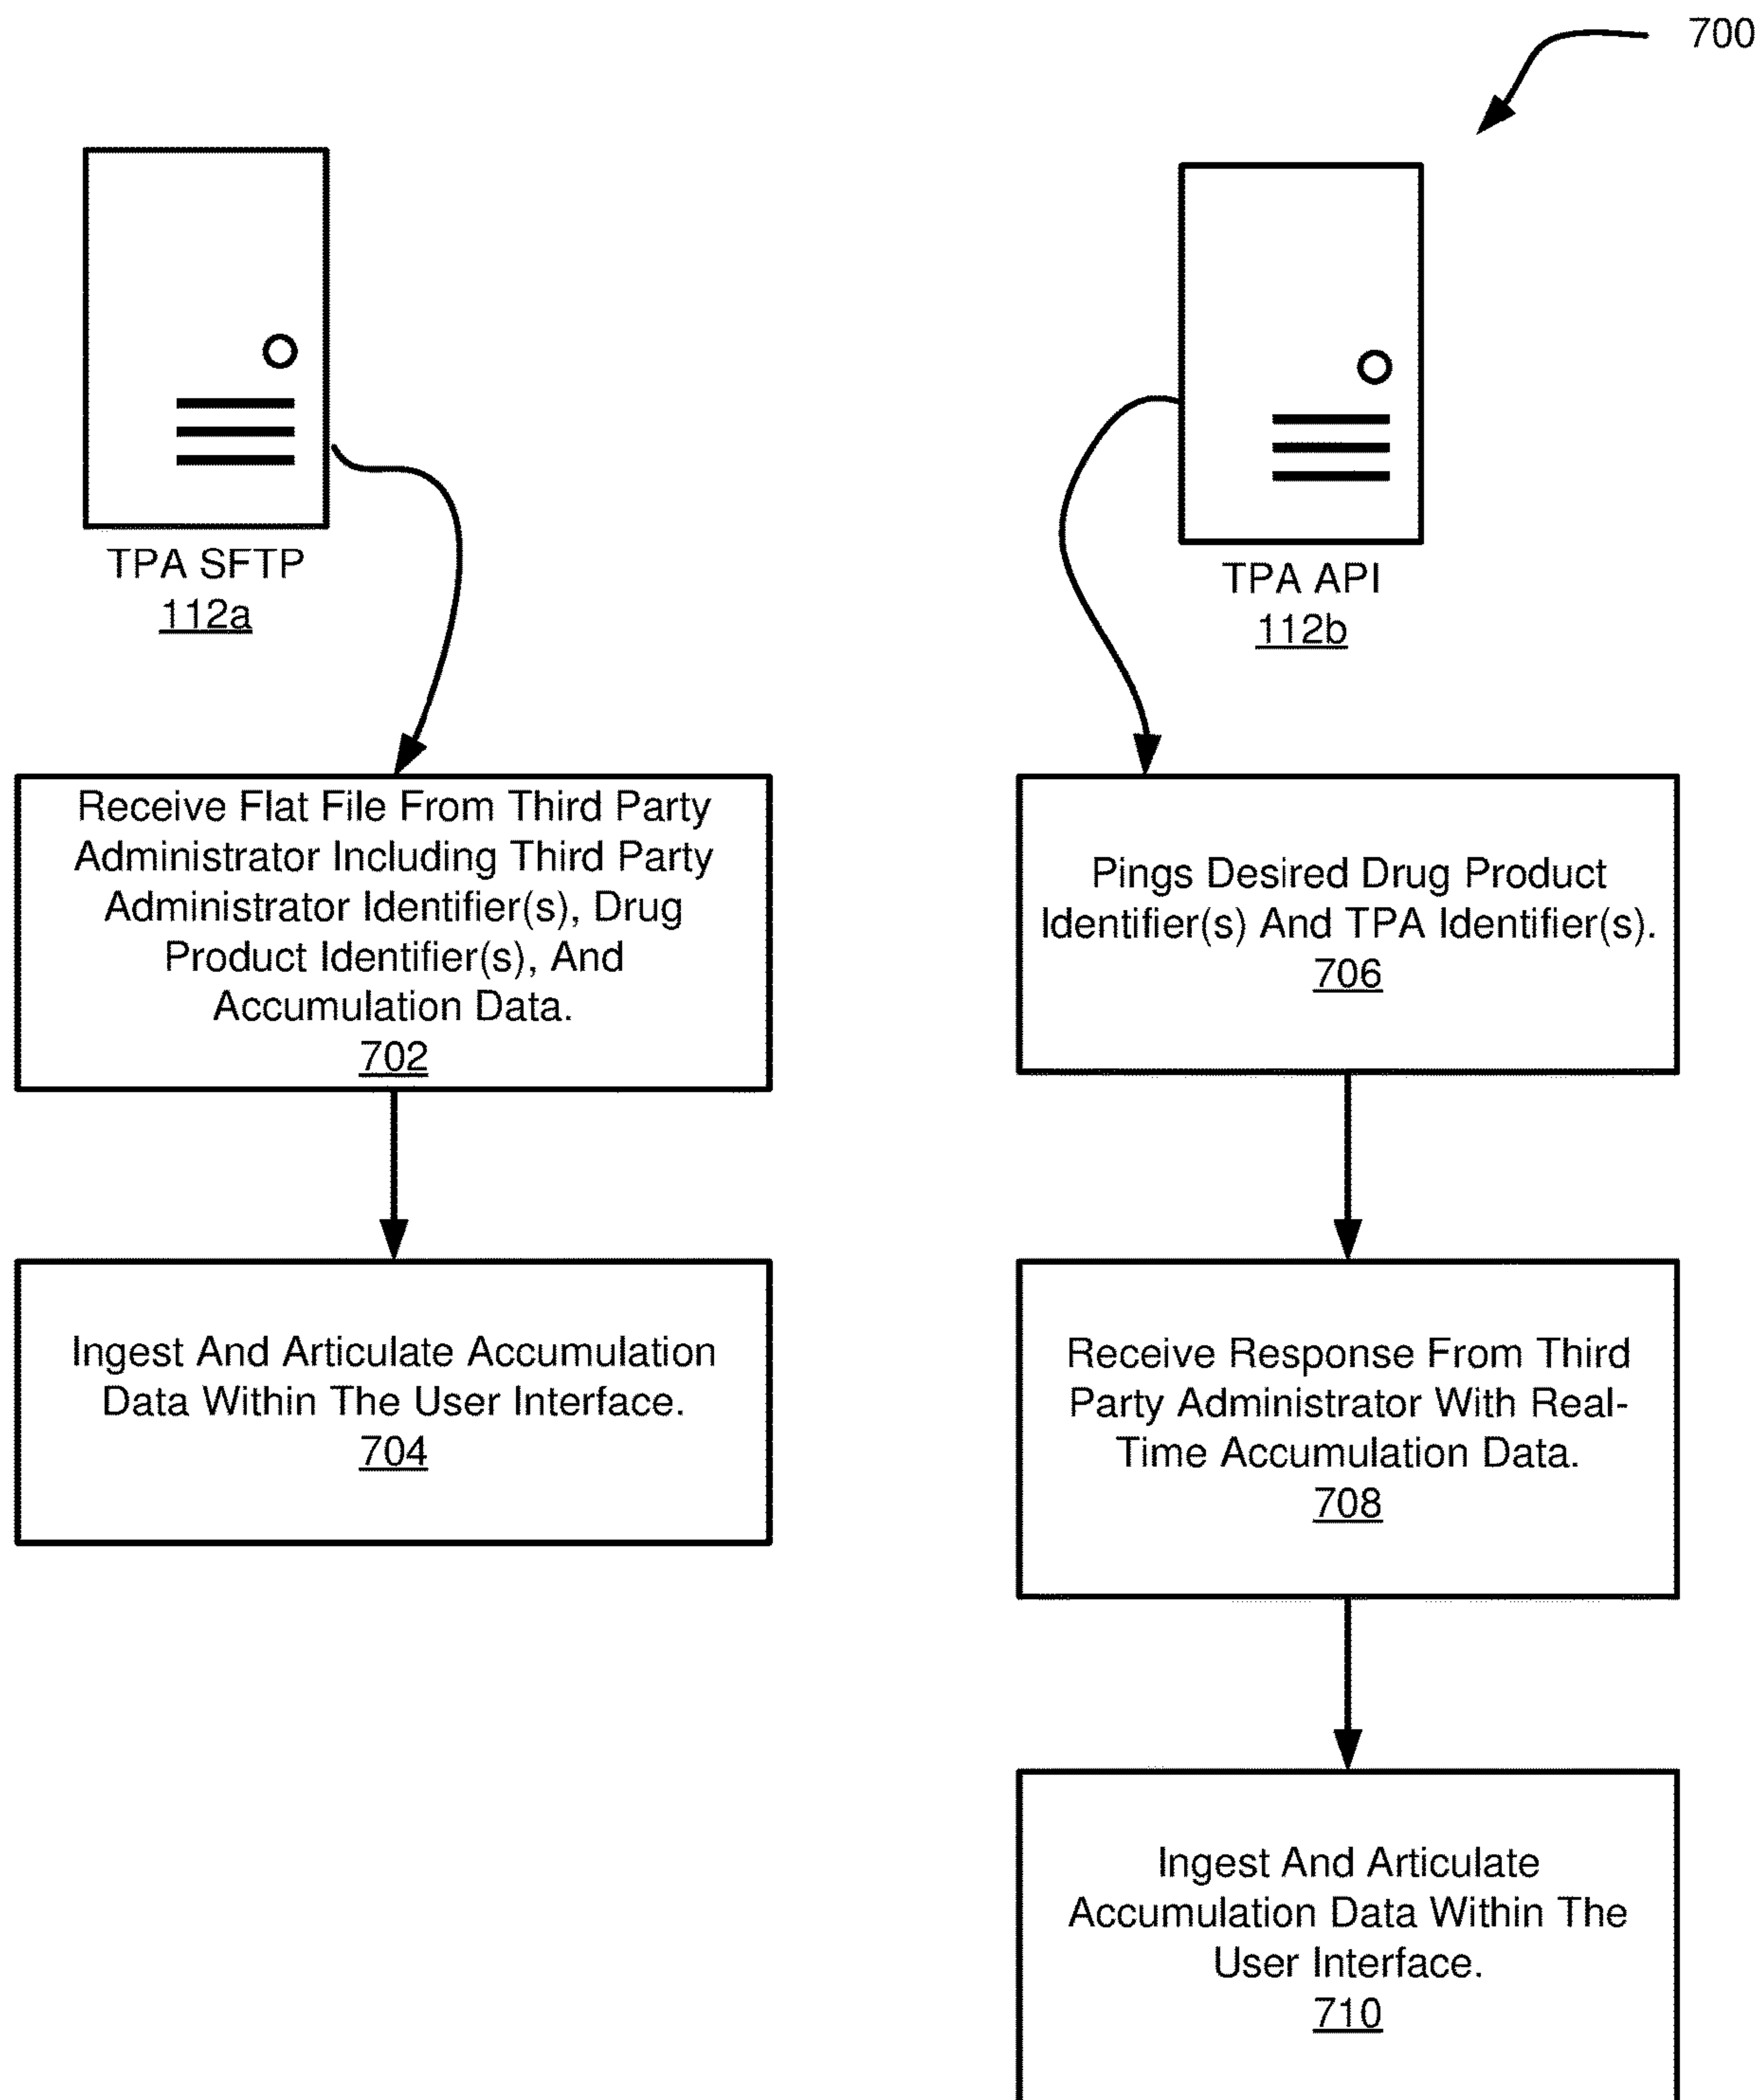 700
TPA SFTP
112a
TPA API
112b
Receive Flat File From Third Party
Administrator Including Third Party
Administrator Identifier(s), Drug
Product Identifier(s), And
Accumulation Data.
702
Ingest And Articulate Accumulation
Data Within The User Interface.
704
Pings Desired Drug Product
Identifier(s) And TPA Identifier(s).
706
Receive Response From Third
Party Administrator With Real-
Time Accumulation Data.
708
Ingest And Articulate
Accumulation Data Within The
User Interface.
710